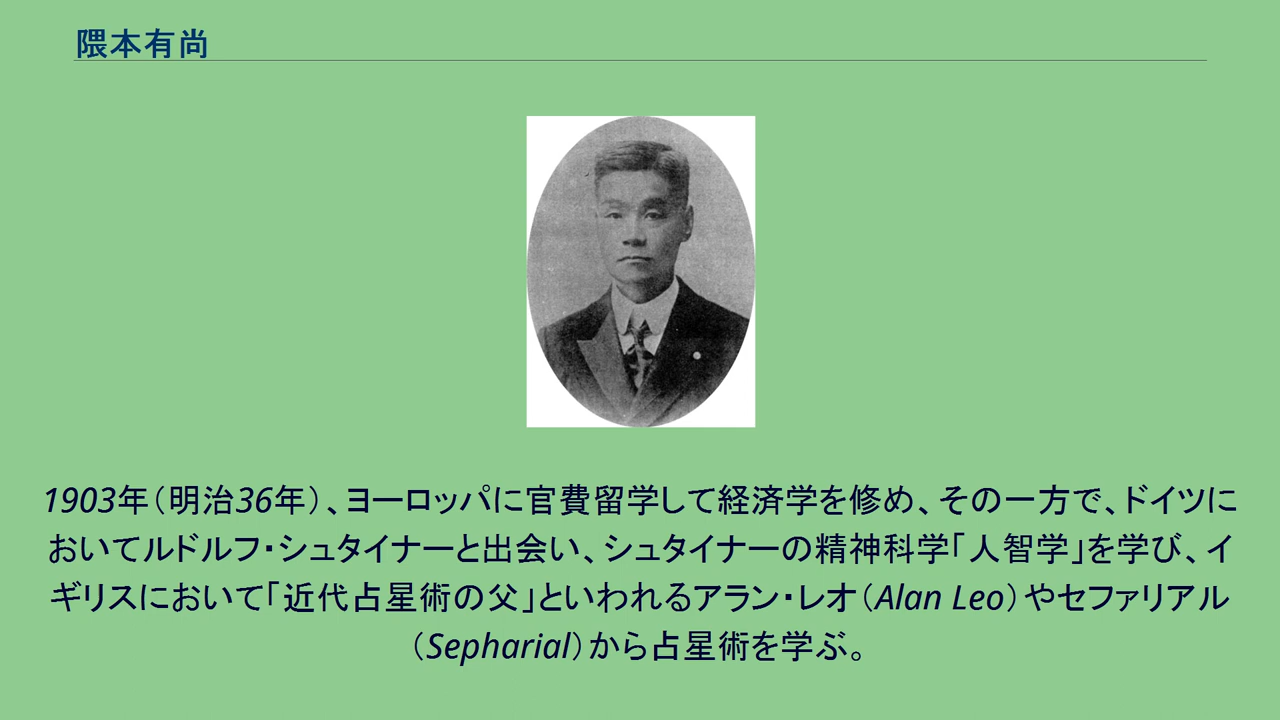 隈本有尚
1903年（明治36年）、ヨーロッパに官費留学して経済学を修め、その一方で、ドイツに
おいてルドルフ・シュタイナーと出会い、シュタイナーの精神科学「人智学」を学び、イ
ギリスにおいて「近代占星術の父」といわれるアラン・レオ（Alan Leo）やセファリアル
（Sepharial）から占星術を学ぶ。